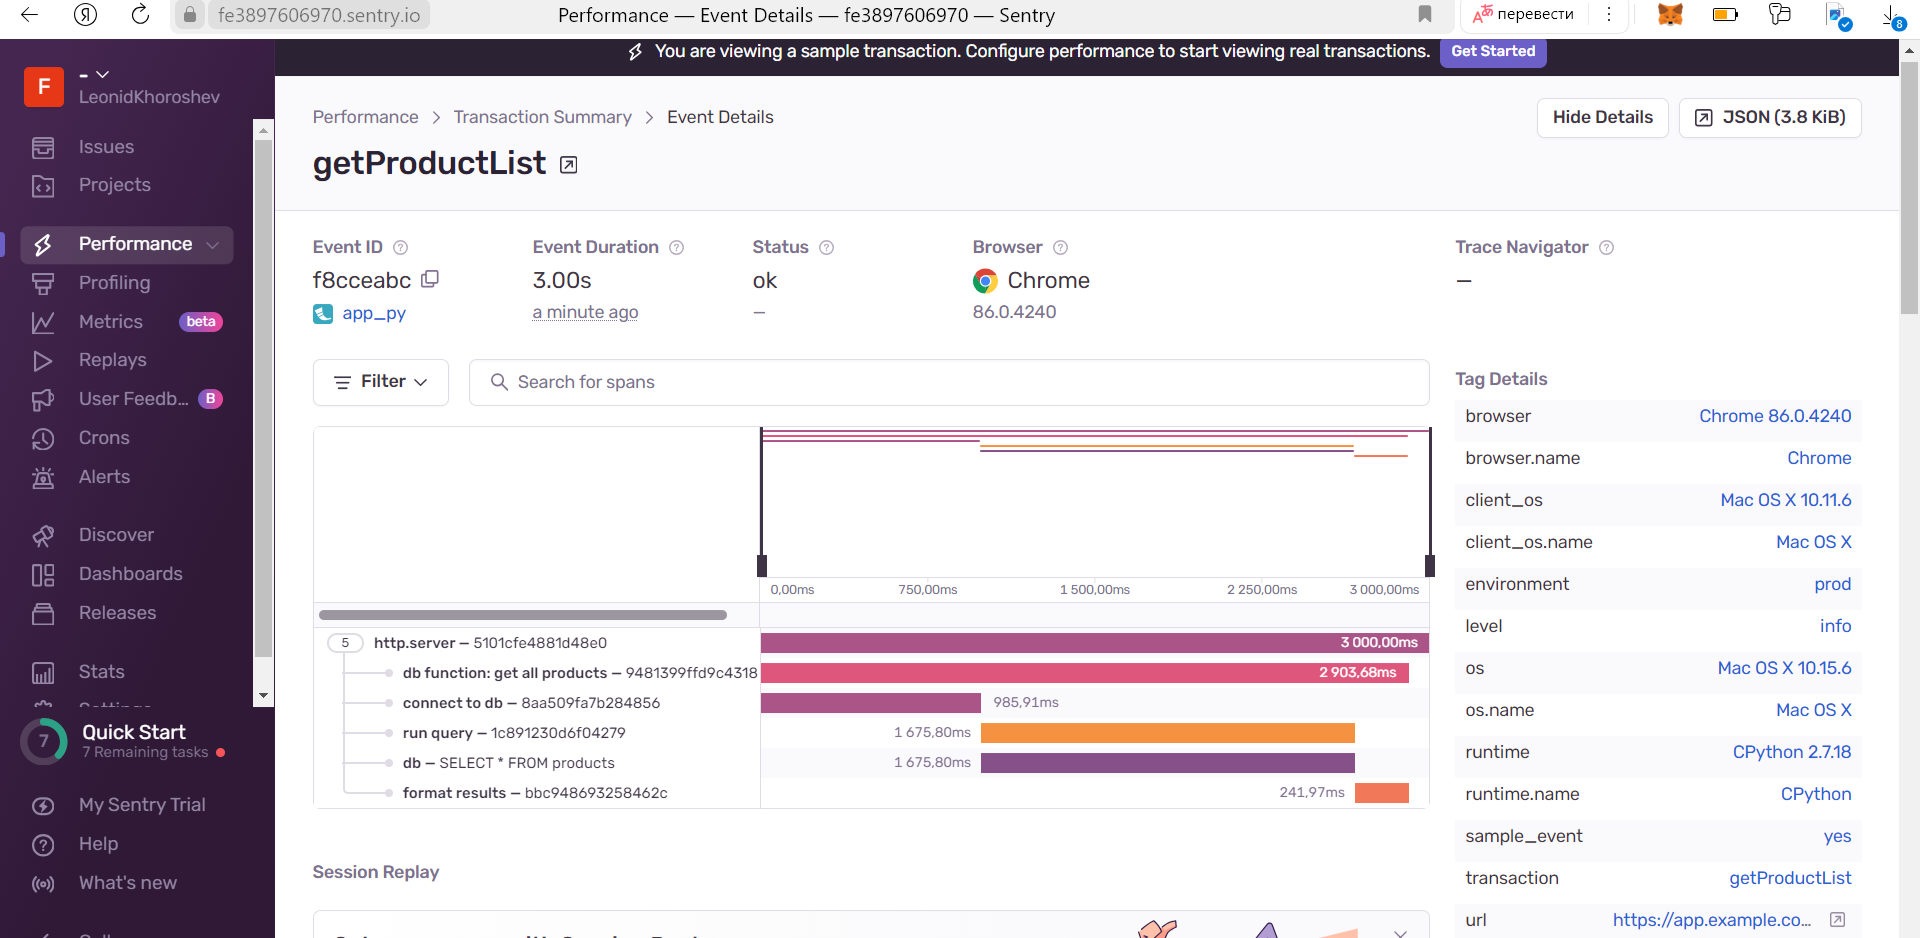 Я
fe3897606970.sentry.io
Performance — Event Details — fe3897606970 — Sentry
перевести
8
You are viewing a sample transaction. Configure performance to start viewing real transactions.
Get Started
F
-
LeonidKhoroshev
Issues
Projects
Performance
Profiling
Metrics
beta
Replays
User Feedb...
B
Crons
Alerts
Discover
Dashboards
Releases
Stats
7
Quick Start
7 Remaining tasks
My Sentry Trial
Help
What's new
Performance > Transaction Summary > Event Details
Hide Details
JSON (3.8 KiB)
getProductList
Event ID
f8cceabc
app_py
Event Duration
3.00s
a minute ago
Status
ok
—
Browser
Chrome
86.0.4240
Trace Navigator
—
Filter
Search for spans
0,00ms
750,00ms
1 500,00ms
2 250,00ms
3 000,00ms
5
http.server — 5101cfe4881d48e0
3 000,00ms
db function: get all products — 9481399ffd9c4318
2 903,68ms
connect to db — 8aa509fa7b284856
985,91ms
run query — 1c891230d6f04279
1 675,80ms
db — SELECT * FROM products
1 675,80ms
format results — bbc948693258462c
241,97ms
Session Replay
Tag Details
browser
Chrome 86.0.4240
browser.name
Chrome
client_os
Mac OS X 10.11.6
client_os.name
Mac OS X
environment
prod
level
info
os
Mac OS X 10.15.6
os.name
Mac OS X
runtime
CPython 2.7.18
runtime.name
CPython
sample_event
yes
transaction
getProductList
url
https://app.example.co...